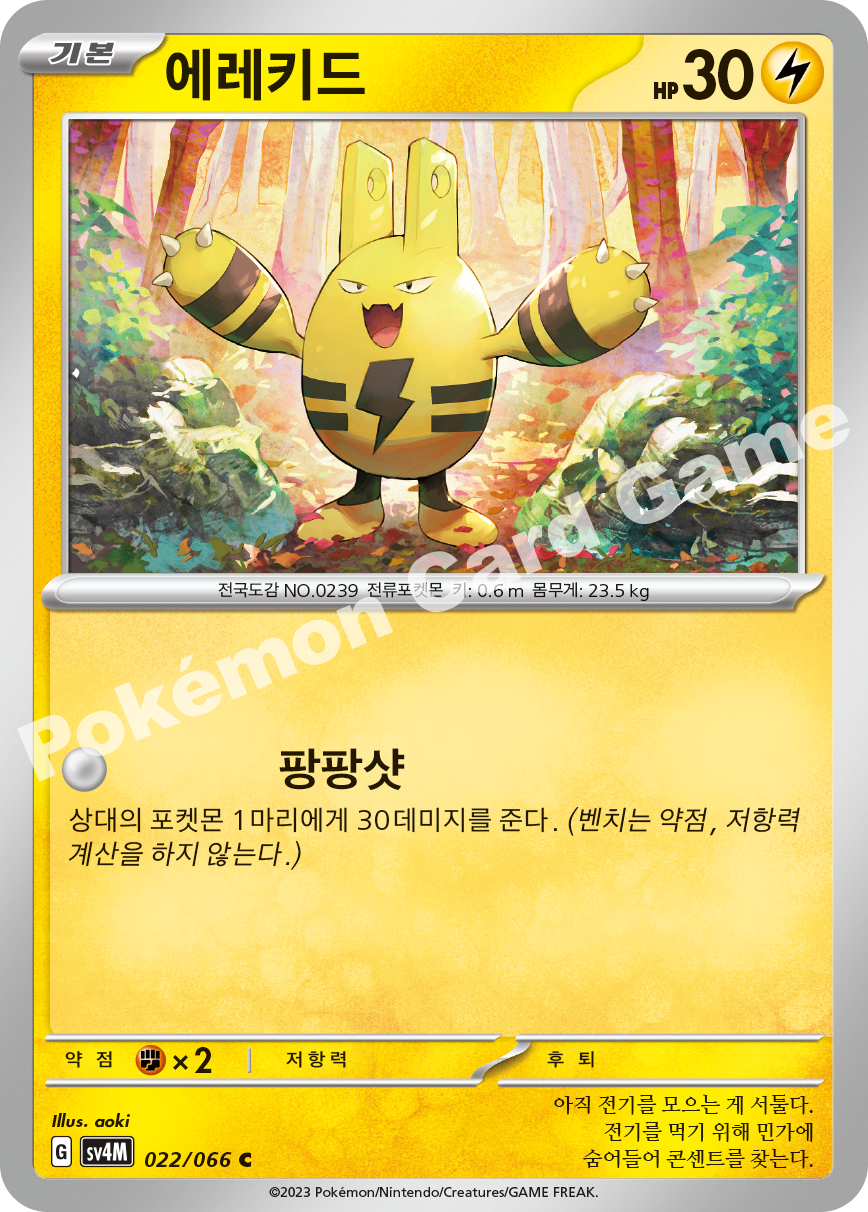 기본 에레키드 HP 30
전국도감 NO.0239 전류포켓몬 키: 0.6 m 몸무게: 23.5 kg
Pokémon Card Game
팡팡샷
상대의 포켓몬 1마리에게 30데미지를 준다. (벤치는 약점, 저항력
계산을 하지 않는다.)
약점 ×2 저항력 후퇴
Illus. aoki
G sv4M 022/066 C
아직 전기를 모으는 게 서툴다.
전기를 먹기 위해 민가에
숨어들어 콘센트를 찾는다.
©2023 Pokémon/Nintendo/Creatures/GAME FREAK.